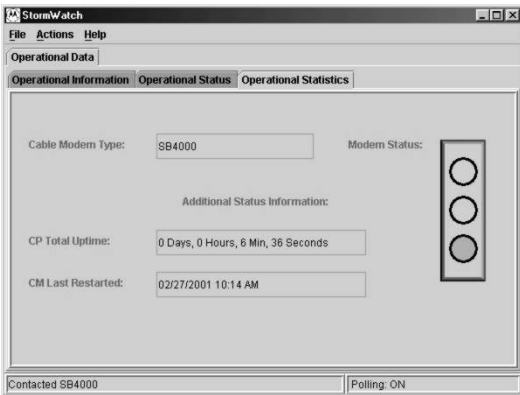 StormWatch
File Actions Help
Operational Data
Operational Information Operational Status Operational Statistics
Cable Modem Type: SB4000 Modem Status:
Additional Status Information:
CP Total Uptime: 0 Days, 0 Hours, 6 Min, 36 Seconds
CM Last Restarted: 02/27/2001 10:14 AM
Contacted SB4000 Polling: ON